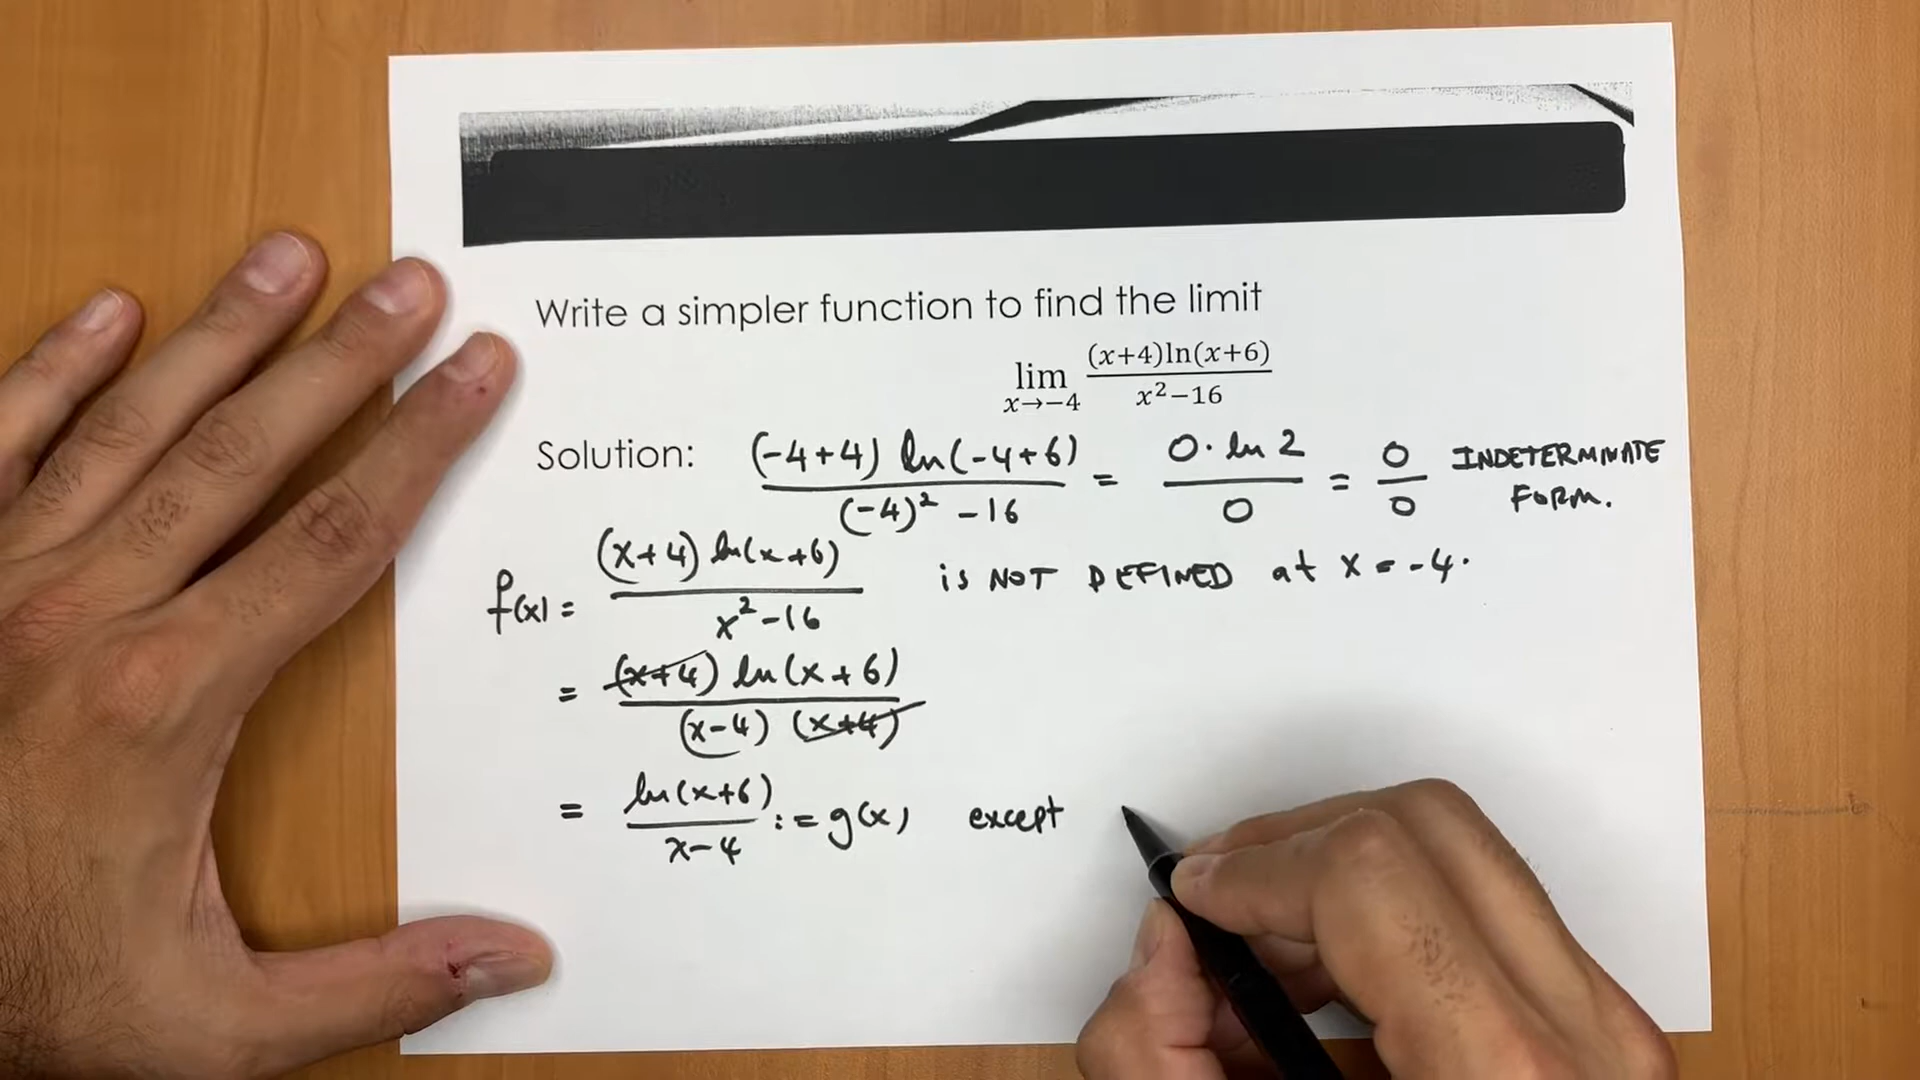 Write a simpler function to find the limit
lim x→−4 (x+4)ln(x+6) / x²−16
Solution: (-4+4) ln(-4+6) / (-4)² -16 = 0·ln 2 / 0 = 0/0 INDETERMINATE FORM.
f(x) = (x+4) ln(x+6) / x²-16 is NOT DEFINED at x = -4.
= (x+4) ln(x+6) / (x-4) (x+4)
= ln(x+6) / x-4 := g(x), except